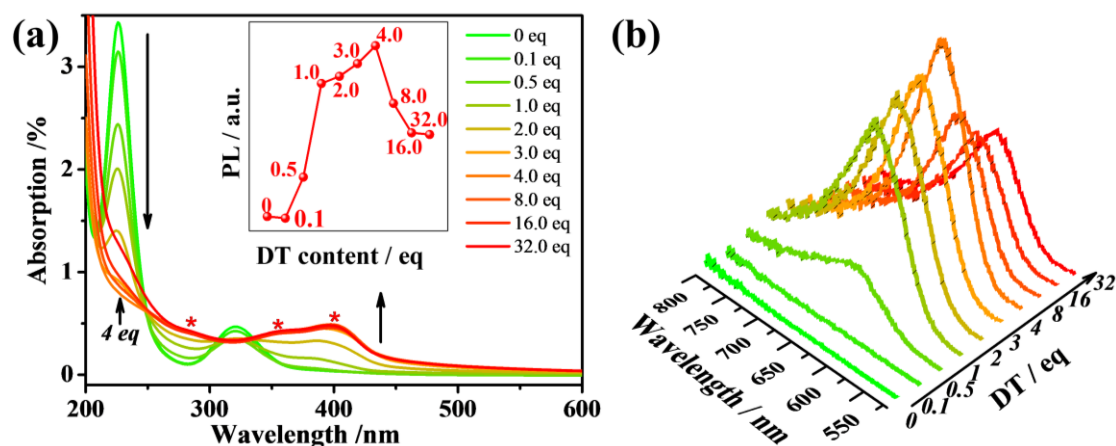 (a)
Absorption /%
3
2
1
0
200 300 400 500 600
Wavelength /nm
4 eq
* * *
PL / a.u.
DT content / eq
0
0.1
0.5
1.0
2.0
3.0
4.0
8.0
16.0
32.0
0 eq
0.1 eq
0.5 eq
1.0 eq
2.0 eq
3.0 eq
4.0 eq
8.0 eq
16.0 eq
32.0 eq
(b)
800
750
700
650
600
550
Wavelength / nm
0
0.1
0.5
1
2
3
4
8
16
32
DT / eq